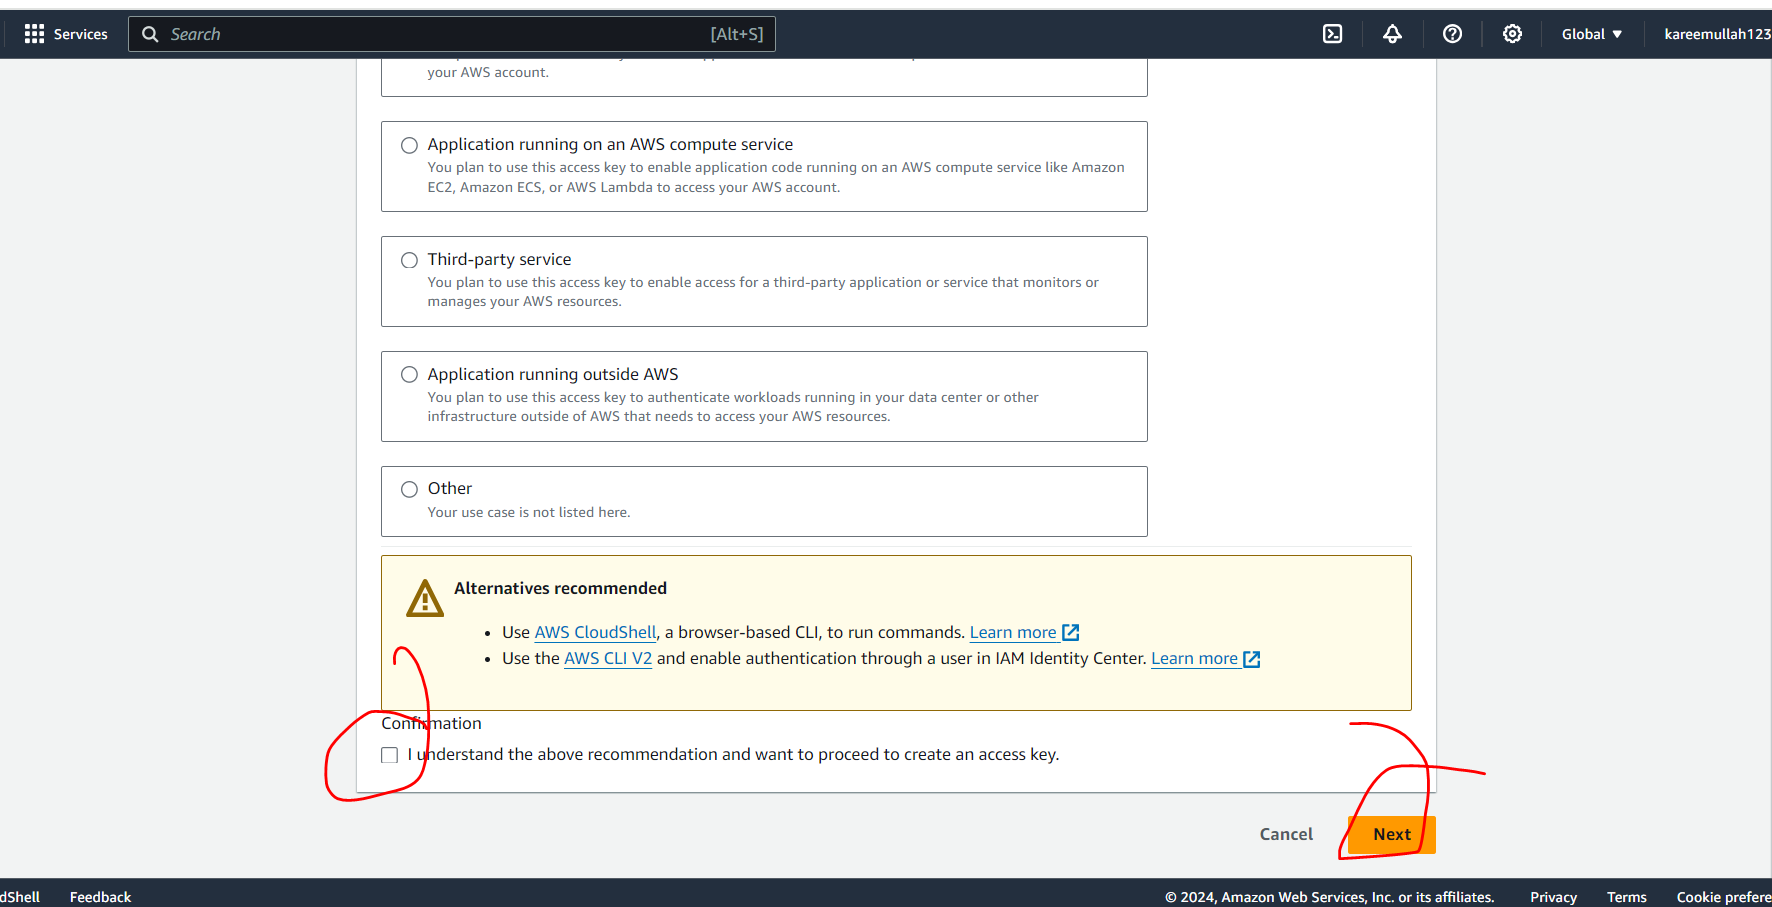 Services
Search
[Alt+S]
Global
kareemullah123
your AWS account.
Application running on an AWS compute service
You plan to use this access key to enable application code running on an AWS compute service like Amazon
EC2, Amazon ECS, or AWS Lambda to access your AWS account.
Third-party service
You plan to use this access key to enable access for a third-party application or service that monitors or
manages your AWS resources.
Application running outside AWS
You plan to use this access key to authenticate workloads running in your data center or other
infrastructure outside of AWS that needs to access your AWS resources.
Other
Your use case is not listed here.
Alternatives recommended
Use AWS CloudShell, a browser-based CLI, to run commands. Learn more
Use the AWS CLI V2 and enable authentication through a user in IAM Identity Center. Learn more
Confirmation
I understand the above recommendation and want to proceed to create an access key.
Cancel
Next
dShell
Feedback
© 2024, Amazon Web Services, Inc. or its affiliates.
Privacy
Terms
Cookie prefere